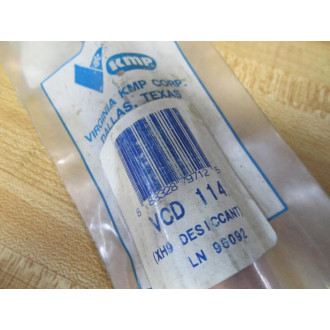 KMP
VIRGINIA KMP CORP.
DALLAS, TEXAS
VCD 114
(XH9 DESICCANT)
LN 96092